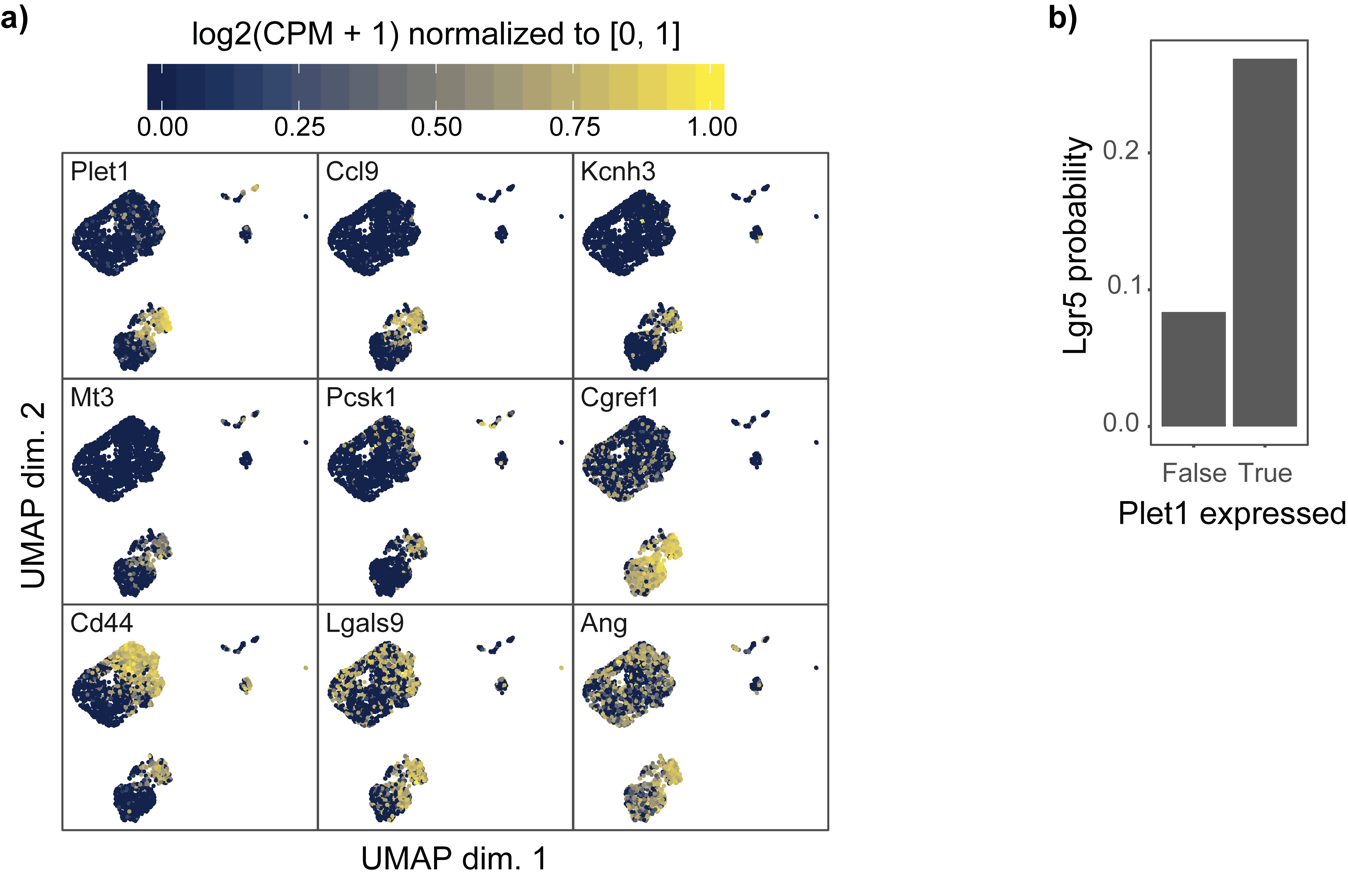 a)
log2(CPM + 1) normalized to [0, 1]
0.00 0.25 0.50 0.75 1.00
Plet1 Ccl9 Kcnh3
Mt3 Pcsk1 Cgref1
Cd44 Lgals9 Ang
UMAP dim. 2
UMAP dim. 1
b)
Lgr5 probability
0.2
0.1
0.0
False True
Plet1 expressed